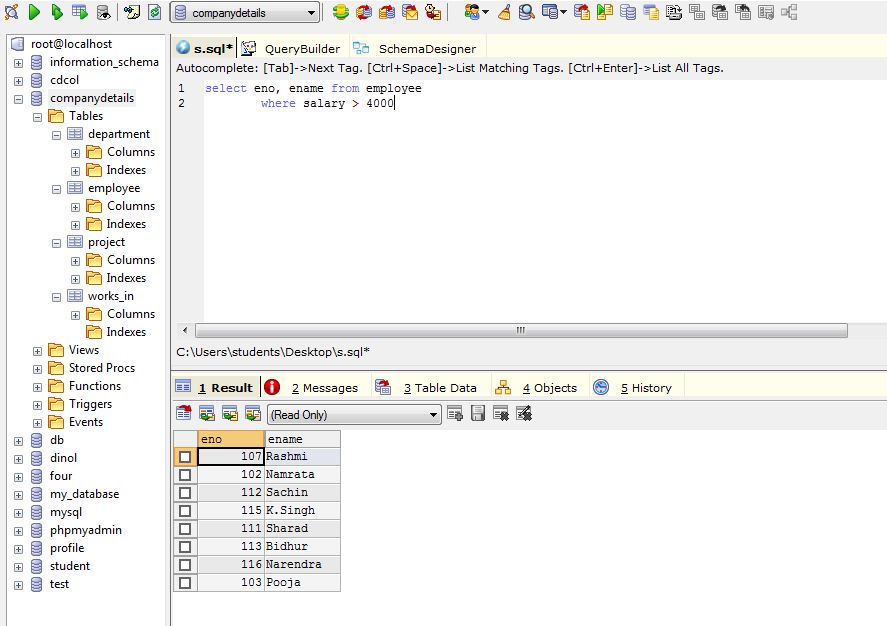 companydetails
root@localhost
information_schema
cdcol
companydetails
Tables
department
Columns
Indexes
employee
Columns
Indexes
project
Columns
Indexes
works_in
Columns
Indexes
Views
Stored Procs
Functions
Triggers
Events
db
dinol
four
my_database
mysql
phpmyadmin
profile
student
test
s.sql* QueryBuilder SchemaDesigner
Autocomplete: [Tab]->Next Tag. [Ctrl+Space]->List Matching Tags. [Ctrl+Enter]->List All Tags.
1 select eno, ename from employee
2 where salary > 4000
C:\Users\students\Desktop\s.sql*
1 Result 2 Messages 3 Table Data 4 Objects 5 History
(Read Only)
eno ename
107 Rashmi
102 Namrata
112 Sachin
115 K.Singh
111 Sharad
113 Bidhur
116 Narendra
103 Pooja